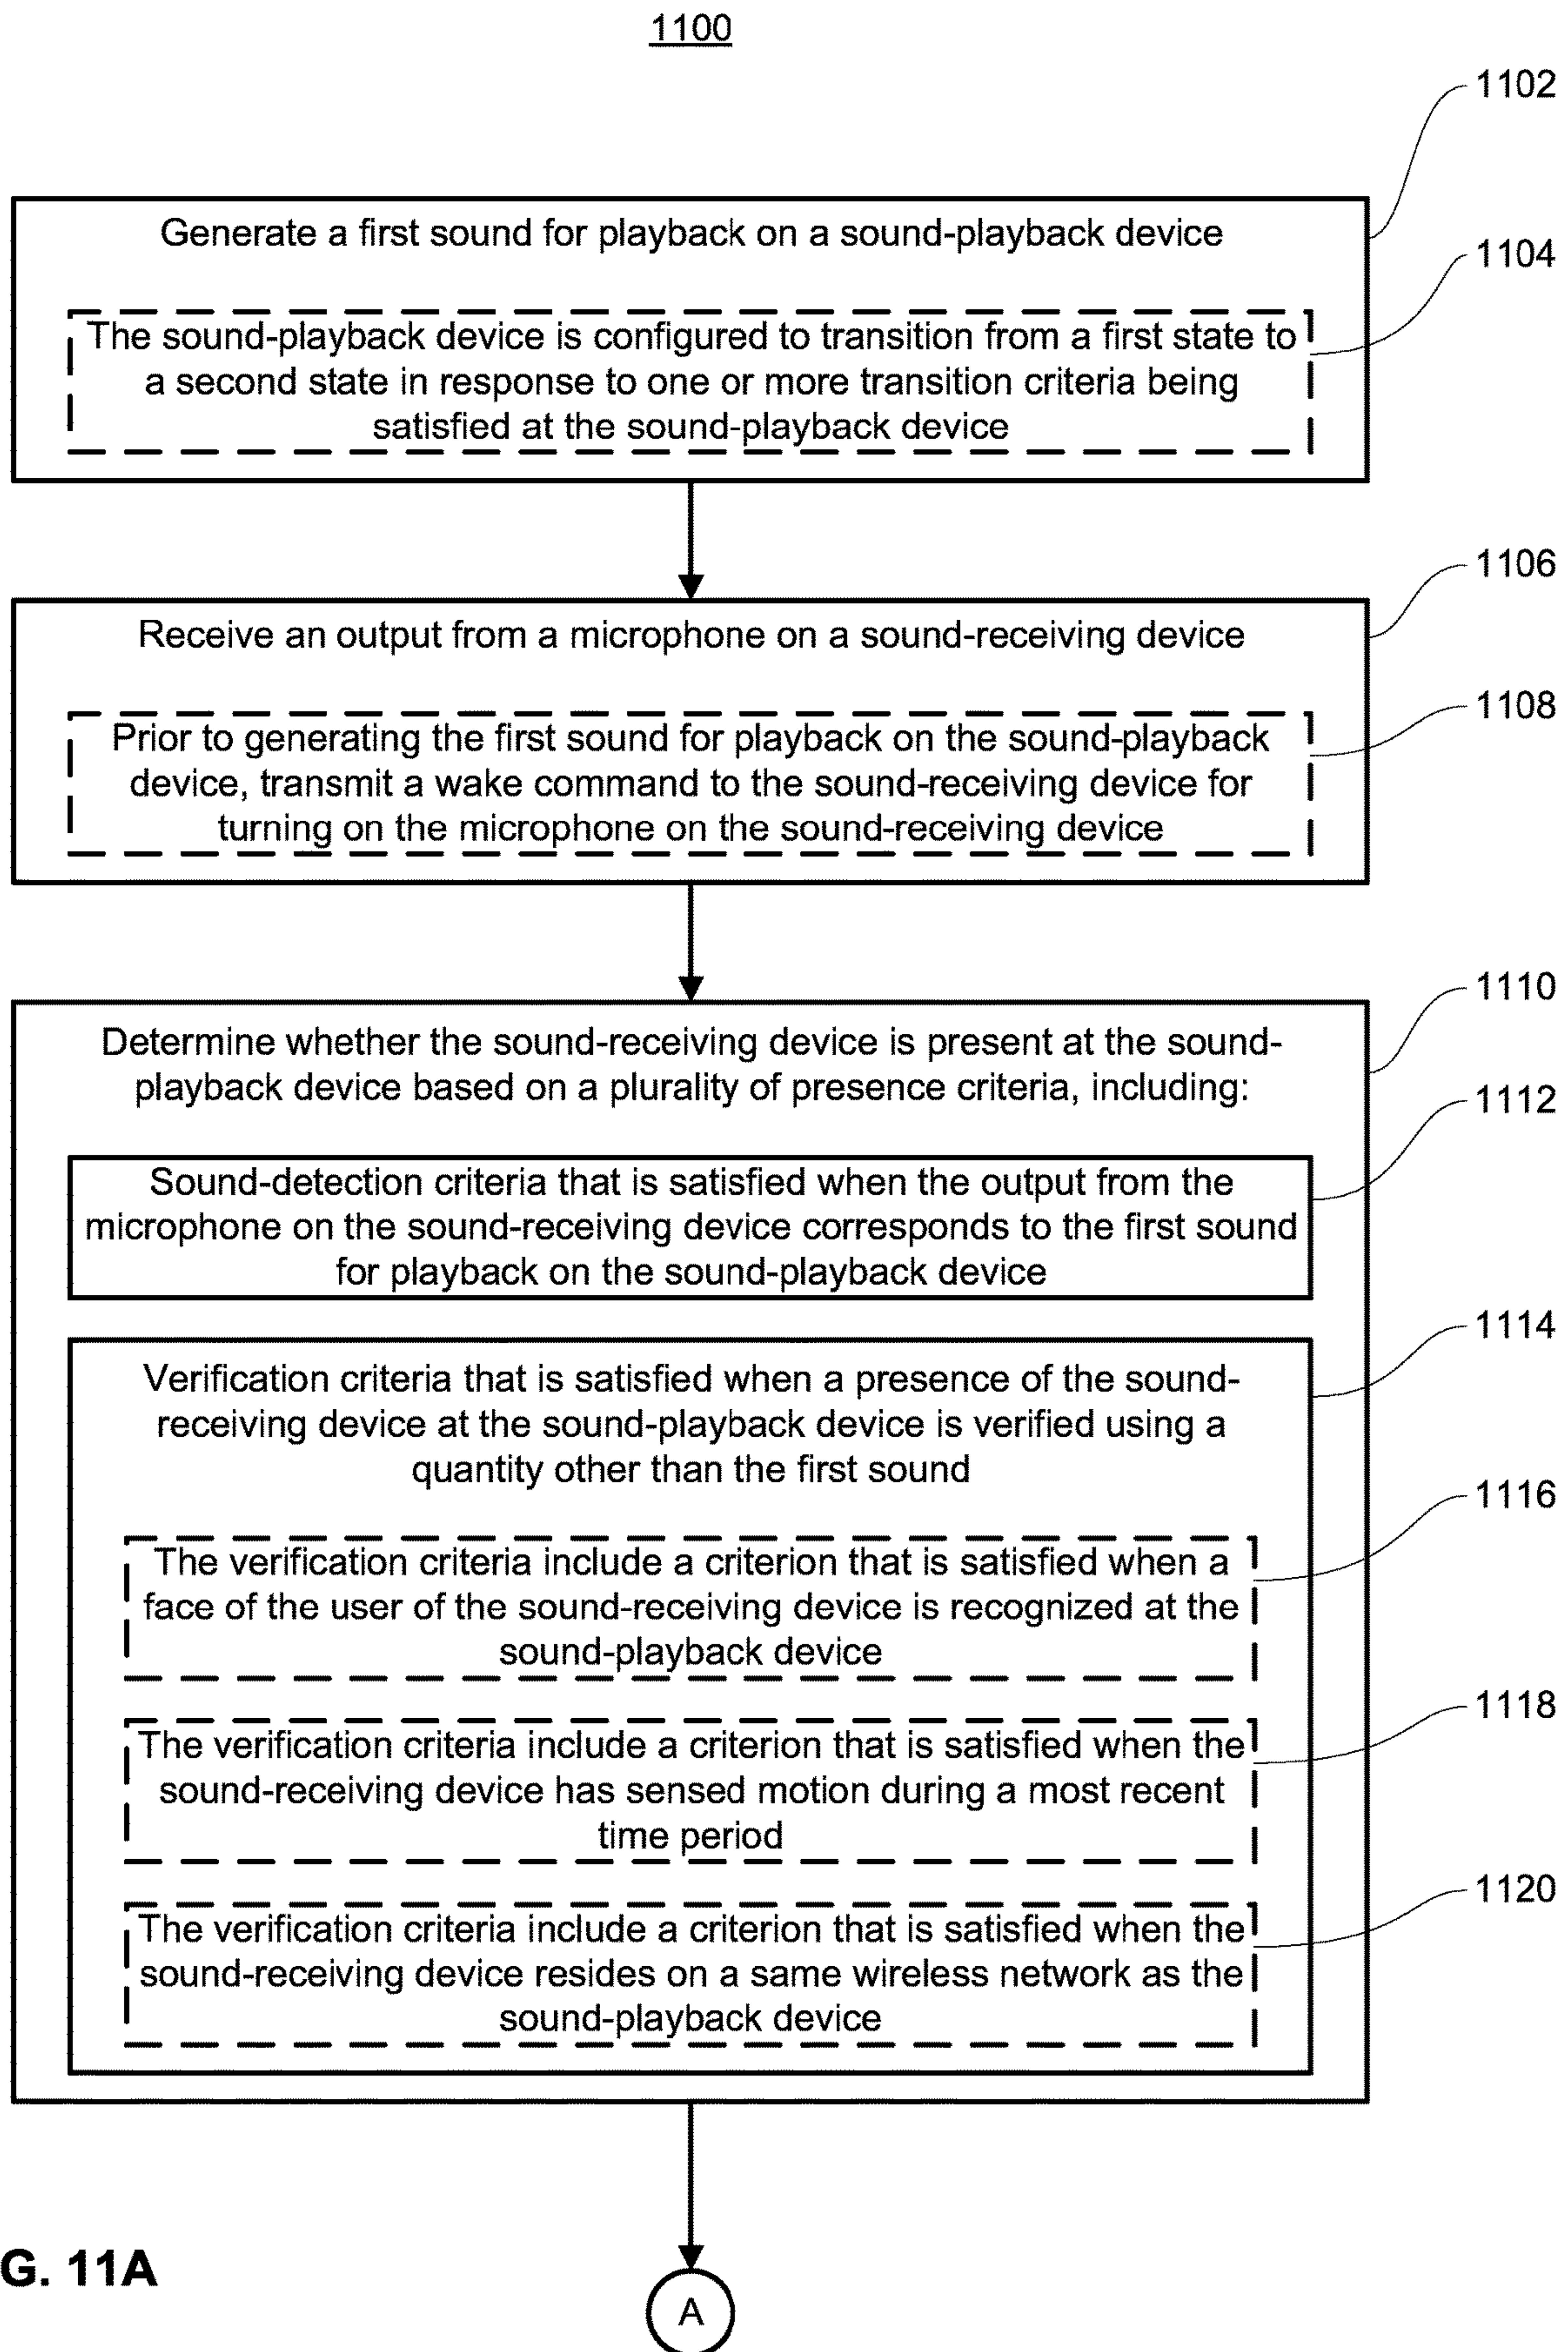 1100
1102
Generate a first sound for playback on a sound-playback device
1104
The sound-playback device is configured to transition from a first state to
a second state in response to one or more transition criteria being
satisfied at the sound-playback device
1106
Receive an output from a microphone on a sound-receiving device
1108
Prior to generating the first sound for playback on the sound-playback
device, transmit a wake command to the sound-receiving device for
turning on the microphone on the sound-receiving device
1110
Determine whether the sound-receiving device is present at the sound-
playback device based on a plurality of presence criteria, including:
1112
Sound-detection criteria that is satisfied when the output from the
microphone on the sound-receiving device corresponds to the first sound
for playback on the sound-playback device
1114
Verification criteria that is satisfied when a presence of the sound-
receiving device at the sound-playback device is verified using a
quantity other than the first sound
1116
The verification criteria include a criterion that is satisfied when a
face of the user of the sound-receiving device is recognized at the
sound-playback device
1118
The verification criteria include a criterion that is satisfied when the
sound-receiving device has sensed motion during a most recent
time period
1120
The verification criteria include a criterion that is satisfied when the
sound-receiving device resides on a same wireless network as the
sound-playback device
G. 11A
A